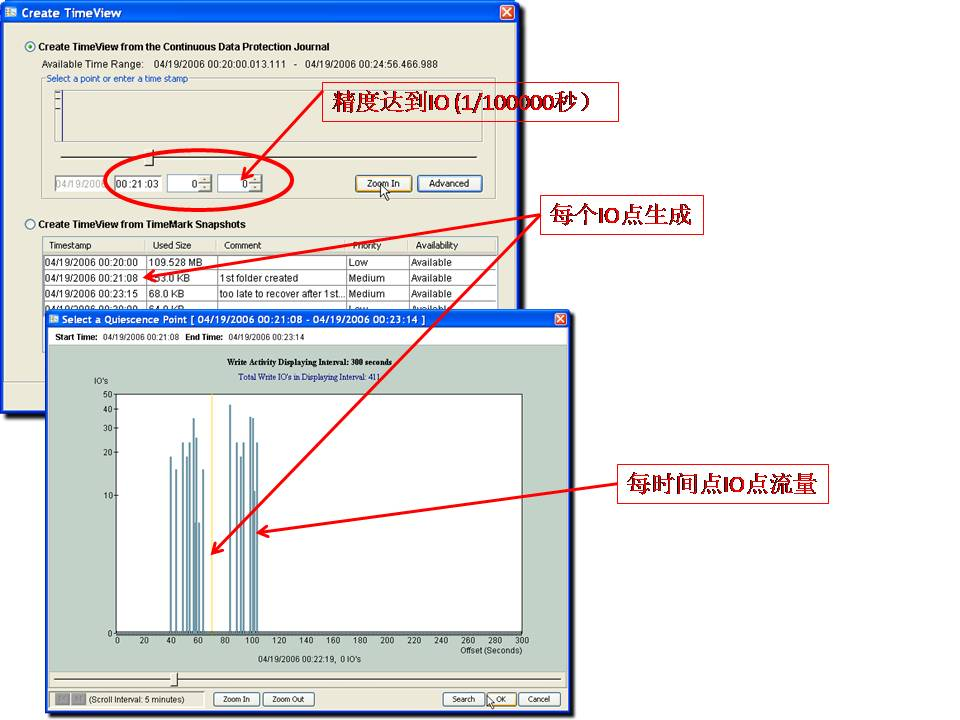 Create TimeView
Create TimeView from the Continuous Data Protection Journal
Available Time Range: 04/19/2006 00:20:00.013.111 - 04/19/2006 00:24:56.466.988
Select a point or enter a time stamp
精度达到IO (1/100000秒）
04/19/2006 00:21:03 0 0 Zoom In Advanced
每个IO点生成
Create TimeView from TimeMark Snapshots
Timestamp Used Size Comment Priority Availability
04/19/2006 00:20:00 109.528 MB Low Available
04/19/2006 00:21:08 KB 1st folder created Medium Available
04/19/2006 00:23:15 68.0 KB too late to recover after 1st... Medium Available
Select a Quiescence Point [ 04/19/2006 00:21:08 - 04/19/2006 00:23:14 ]
Start Time: 04/19/2006 00:21:08 End Time: 04/19/2006 00:23:14
Write Activity Displaying Interval: 300 seconds
Total Write IO's in Displaying Interval: 411
IO's
50
40
30
20
10
0
每时间点IO点流量
0 20 40 60 80 100 120 140 160 180 200 220 240 260 280 300
Offset (Seconds)
04/19/2006 00:22:19, 0 IO's
(Scroll Interval: 5 minutes) Zoom In Zoom Out Search OK Cancel